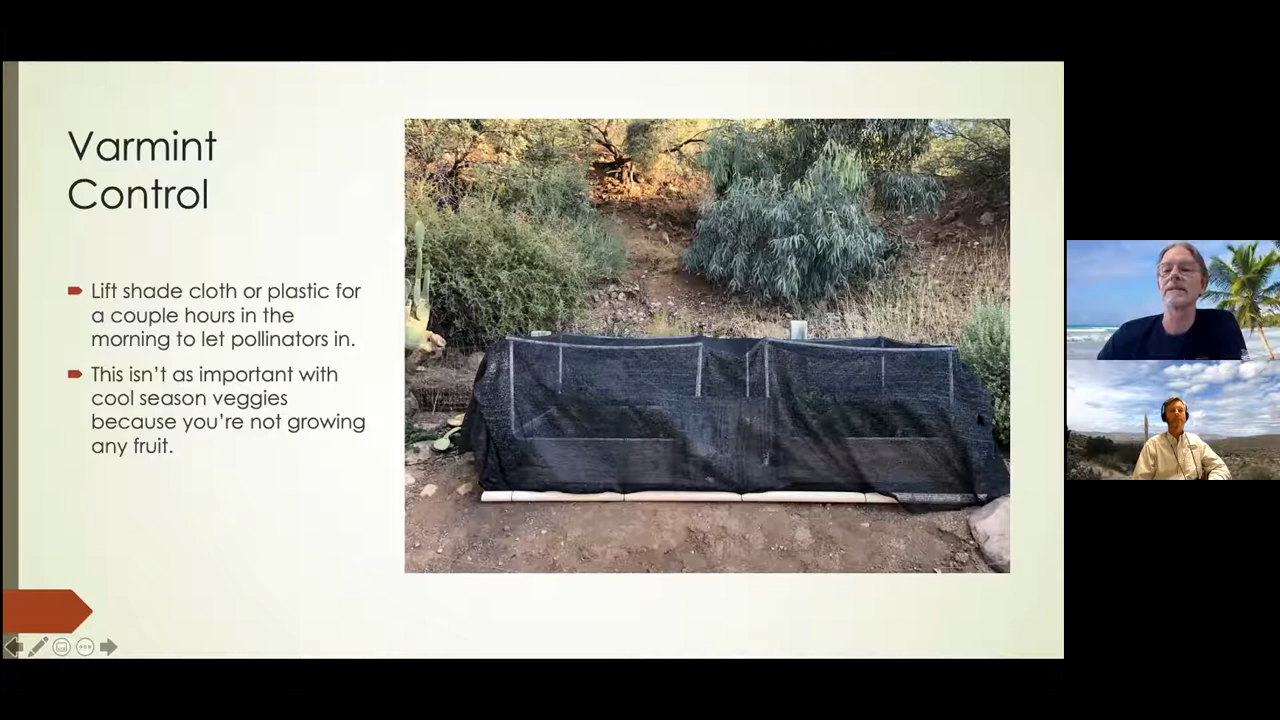 Varmint
Control
Lift shade cloth or plastic for
a couple hours in the
morning to let pollinators in.
This isn't as important with
cool season veggies
because you're not growing
any fruit.